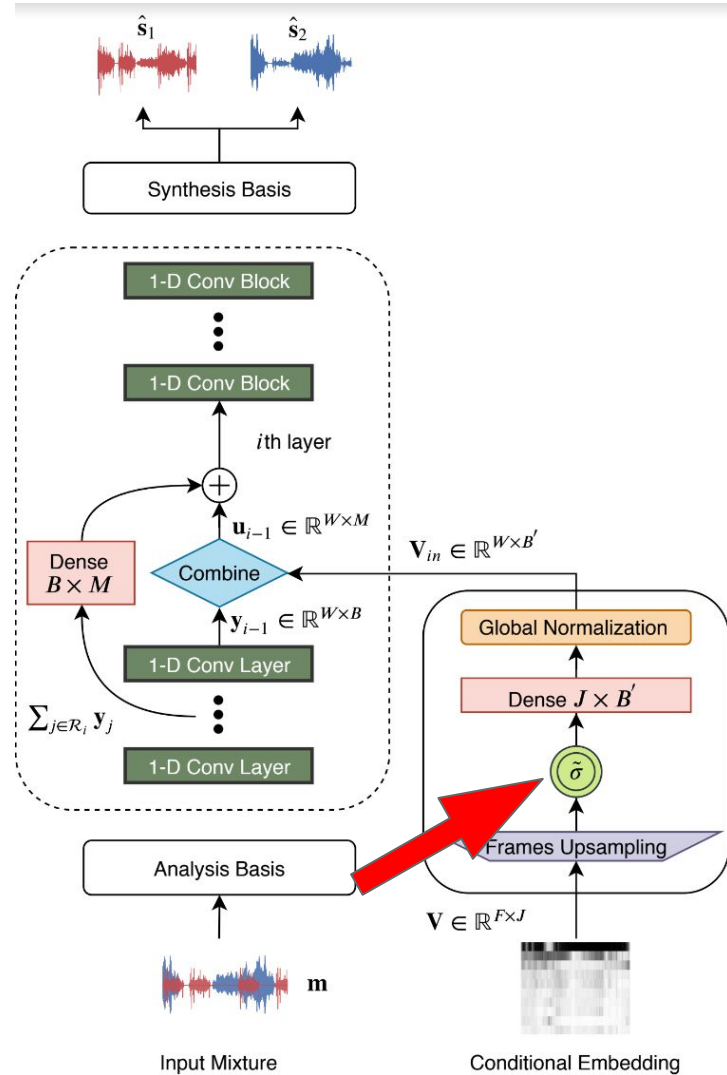 ŝ₁ ŝ₂
Synthesis Basis
1-D Conv Block
1-D Conv Block
ith layer
+
u_{i−1} ∈ ℝ^{W×M}
V_{in} ∈ ℝ^{W×B′}
Dense
B × M
Combine
y_{i−1} ∈ ℝ^{W×B}
1-D Conv Layer
∑_{j∈ℛ_i} y_j
1-D Conv Layer
Global Normalization
Dense J × B′
σ̃
Frames Upsampling
Analysis Basis
V ∈ ℝ^{F×J}
m
Input Mixture
Conditional Embedding